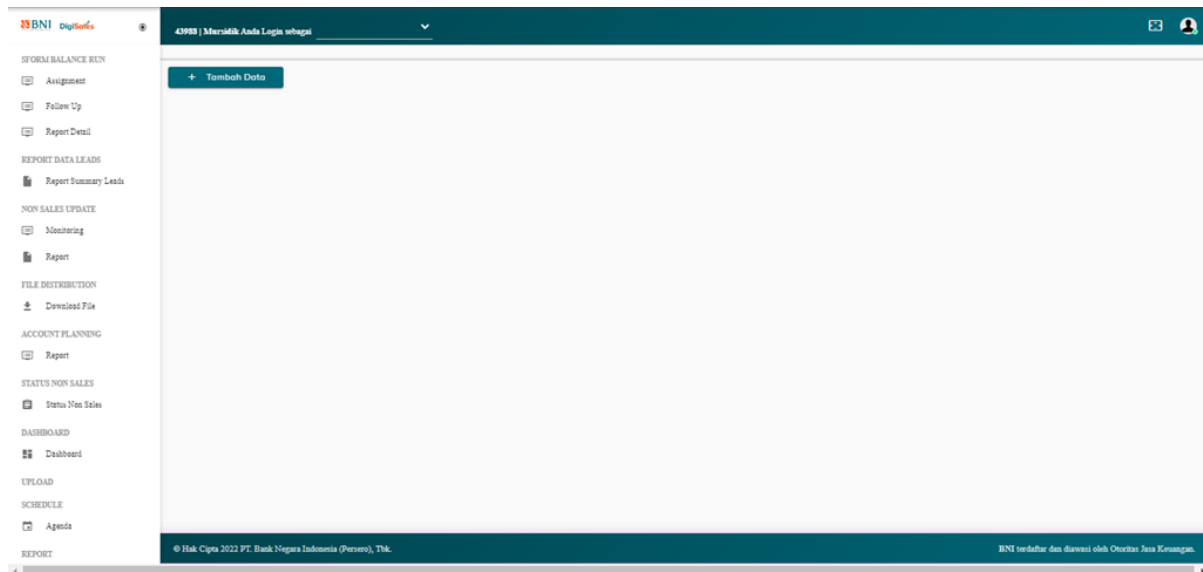 BNI DigiSales
43988 | Mursidik Anda Login sebagai
SFORM BALANCE RUN
Assignment
Follow Up
Report Detail
REPORT DATA LEADS
Report Summary Leads
NON SALES UPDATE
Monitoring
Report
FILE DISTRIBUTION
Download File
ACCOUNT PLANNING
Report
STATUS NON SALES
Status Non Sales
DASHBOARD
Dashboard
UPLOAD
SCHEDULE
Agenda
REPORT
+ Tambah Data
© Hak Cipta 2022 PT. Bank Negara Indonesia (Persero), Tbk.
BNI terdaftar dan diawasi oleh Otoritas Jasa Keuangan.